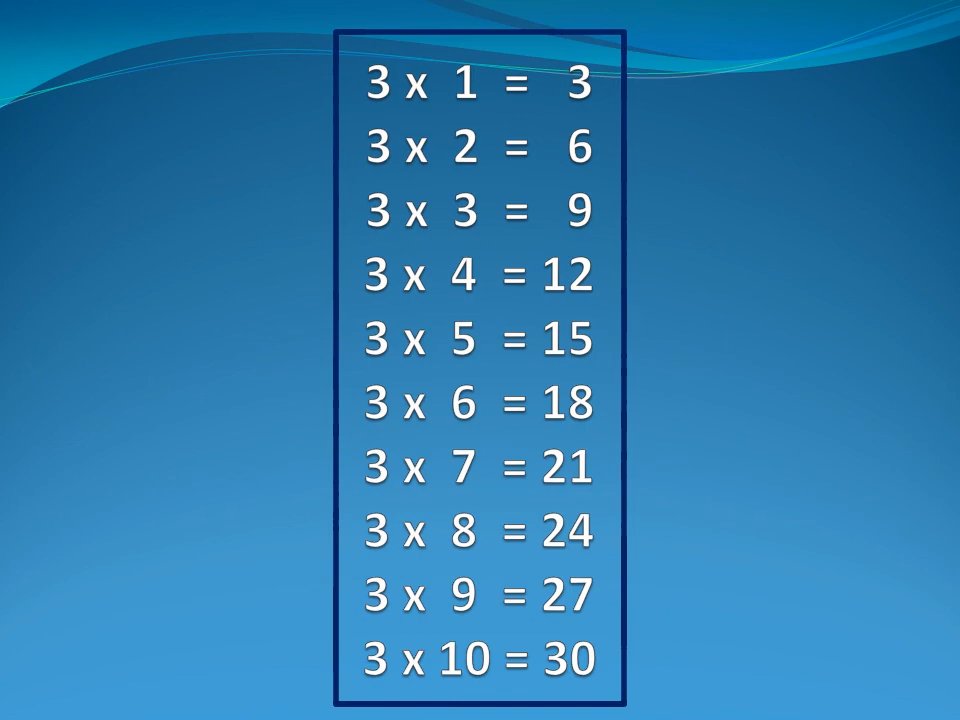 3 x 1 = 3
3 x 2 = 6
3 x 3 = 9
3 x 4 = 12
3 x 5 = 15
3 x 6 = 18
3 x 7 = 21
3 x 8 = 24
3 x 9 = 27
3 x 10 = 30